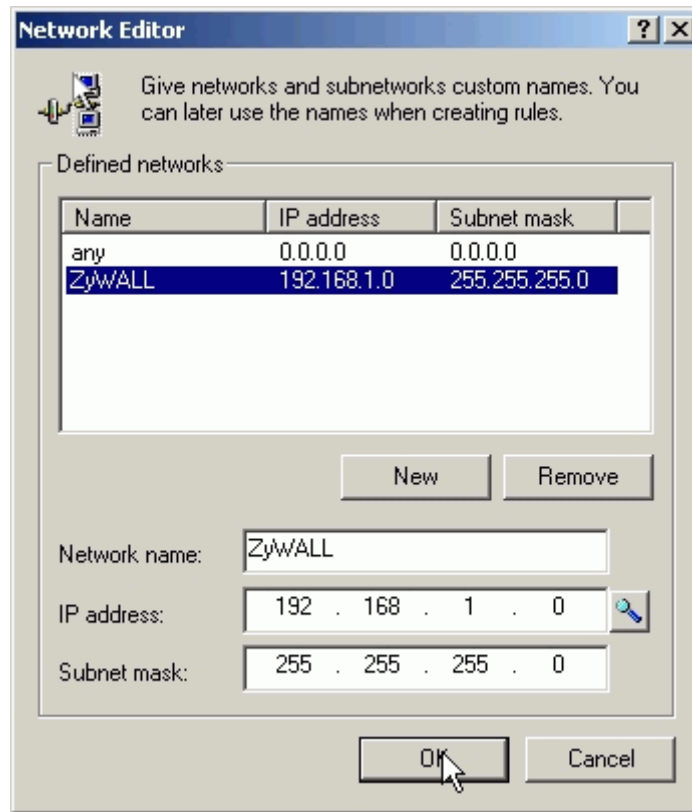 Network Editor
Give networks and subnetworks custom names. You
can later use the names when creating rules.
Defined networks
Name IP address Subnet mask
any 0.0.0.0 0.0.0.0
ZyWALL 192.168.1.0 255.255.255.0
New Remove
Network name: ZyWALL
IP address: 192 . 168 . 1 . 0
Subnet mask: 255 . 255 . 255 . 0
OK Cancel